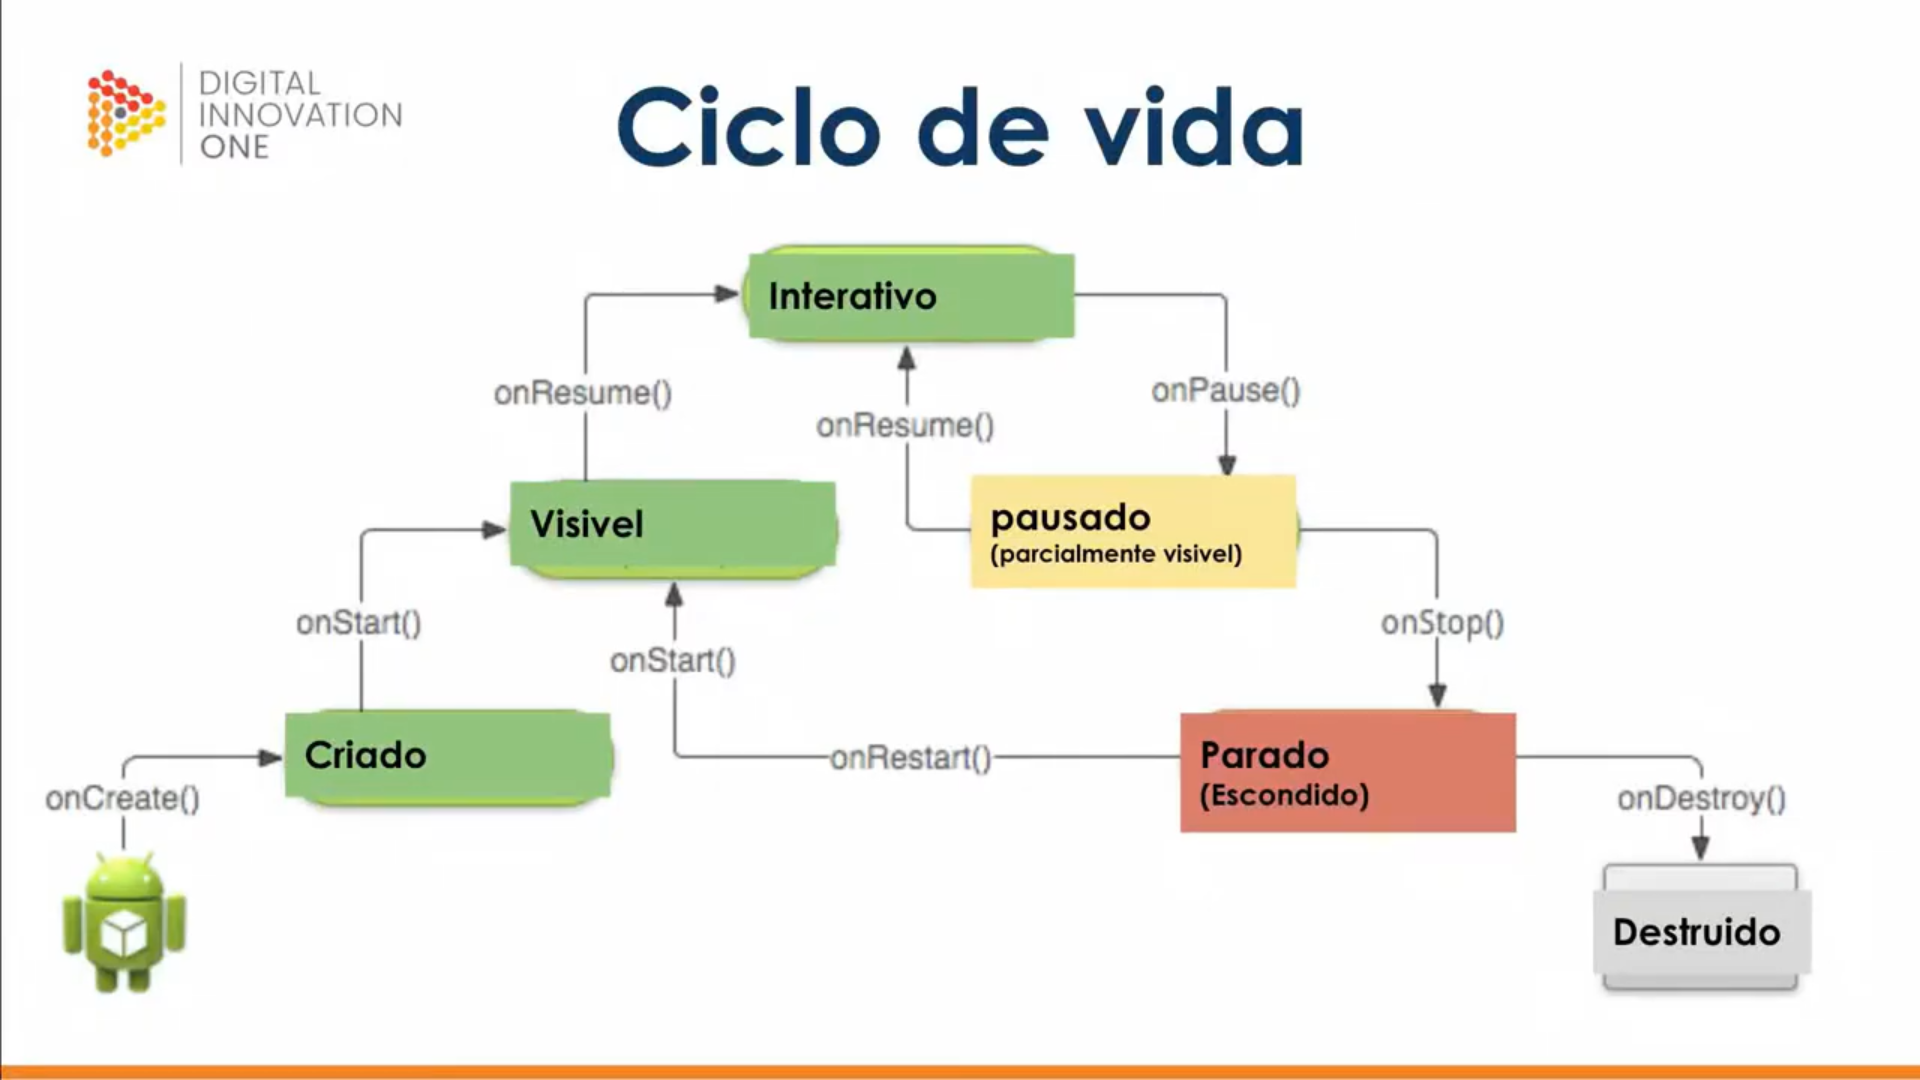 DIGITAL
INNOVATION
ONE
Ciclo de vida
Interativo
onResume()
onPause()
onResume()
Visivel
pausado
(parcialmente visivel)
onStart()
onStop()
onStart()
Criado
onRestart()
Parado
(Escondido)
onCreate()
onDestroy()
Destruido